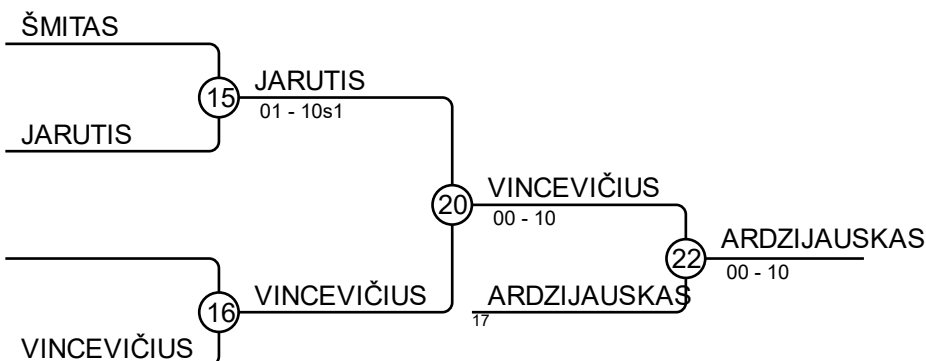 ŠMITAS
15
JARUTIS
01 - 10s1
JARUTIS
20
VINCEVIČIUS
00 - 10
22
ARDZIJAUSKAS
00 - 10
16
VINCEVIČIUS
ARDZIJAUSKAS
17
VINCEVIČIUS